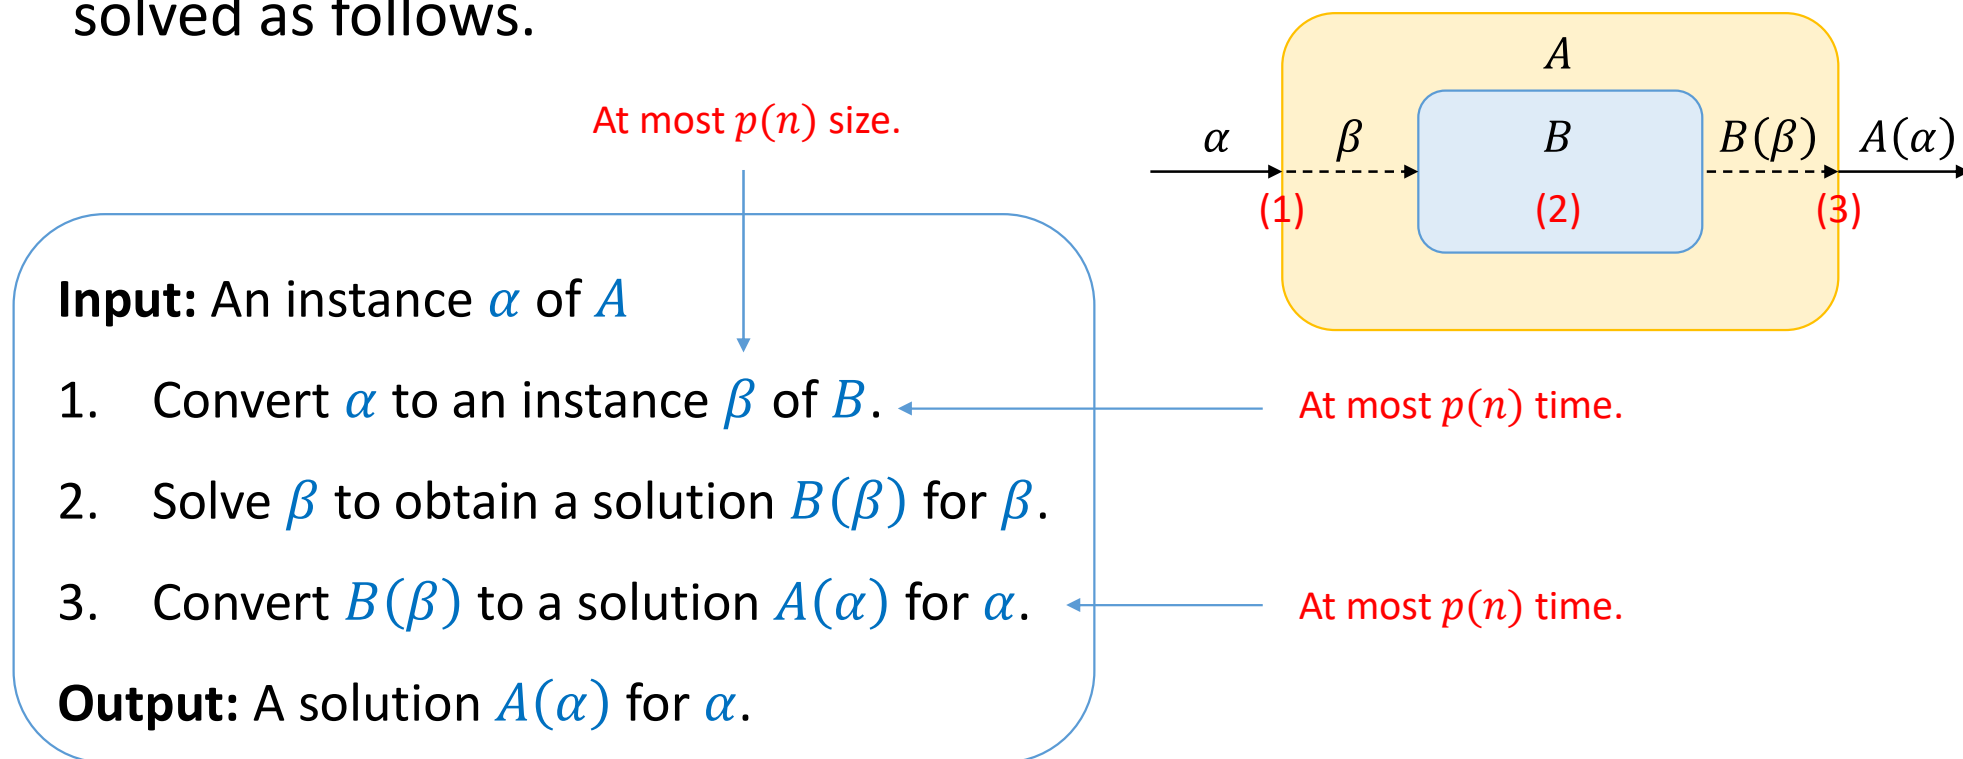 solved as follows.
At most 𝑝(𝑛) size.
Input: An instance 𝛼 of 𝐴
1. Convert 𝛼 to an instance 𝛽 of 𝐵.
At most 𝑝(𝑛) time.
2. Solve 𝛽 to obtain a solution 𝐵(𝛽) for 𝛽.
3. Convert 𝐵(𝛽) to a solution 𝐴(𝛼) for 𝛼.
At most 𝑝(𝑛) time.
Output: A solution 𝐴(𝛼) for 𝛼.
𝐴
𝛼 𝛽 𝐵 𝐵(𝛽) 𝐴(𝛼)
(1) (2) (3)